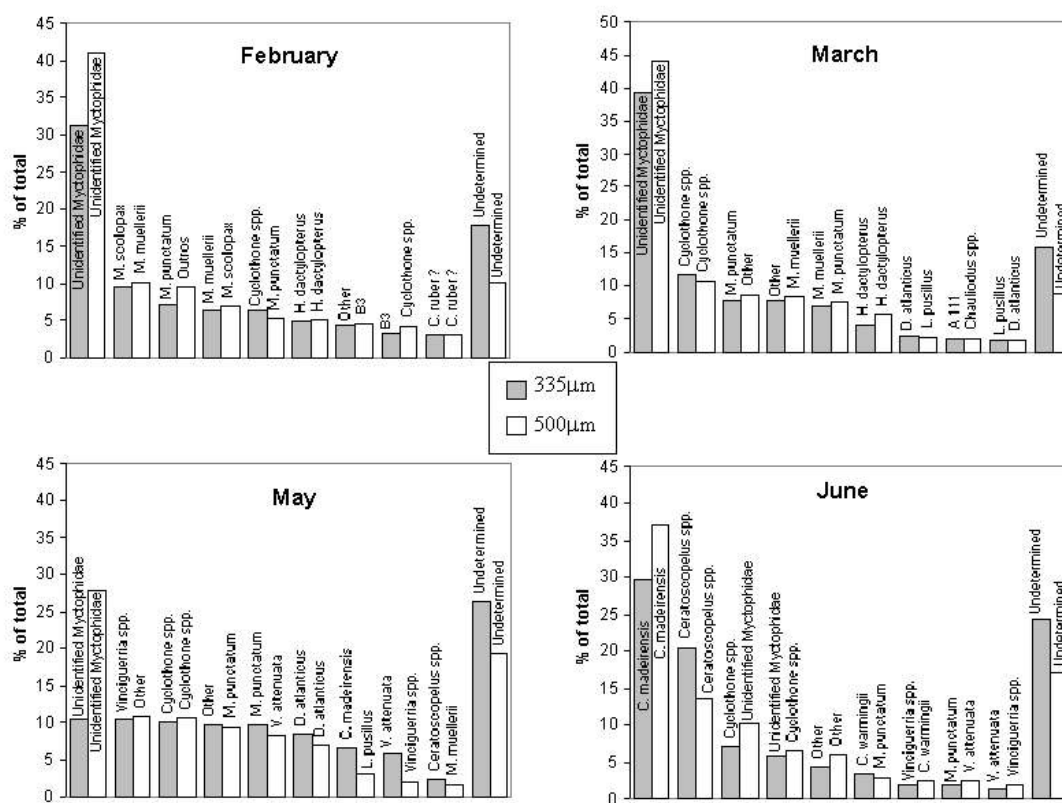 February
% of total
45
40
35
30
25
20
15
10
5
0
Unidentified Myctophidae
Unidentified Myctophidae
M. scolopax
M. muellerii
M. punctatum
Outros
M. muellerii
M. scolopax
Cyclothone spp.
M. punctatum
H. dactylopterus
H. dactylopterus
Other
B3
B3
Cyclothone spp.
C. ruber ?
C. ruber ?
Undetermined
Undetermined
March
% of total
50
45
40
35
30
25
20
15
10
5
0
Unidentified Myctophidae
Unidentified Myctophidae
Cyclothone spp.
Cyclothone spp.
M. punctatum
Other
Other
M. muellerii
M. muellerii
M. punctatum
H. dactylopterus
H. dactylopterus
D. atlanticus
L. pusillus
A 111
Chauliodus spp.
L. pusillus
D. atlanticus
Undetermined
Undetermined
335µm
500µm
May
% of total
45
40
35
30
25
20
15
10
5
0
Unidentified Myctophidae
Unidentified Myctophidae
Vinciguerria spp.
Other
Cyclothone spp.
Cyclothone spp.
Other
M. punctatum
M. punctatum
V. attenuata
D. atlanticus
D. atlanticus
C. madeirensis
L. pusillus
V. attenuata
Vinciguerria spp.
Ceratoscopelus spp.
M. muellerii
Undetermined
Undetermined
June
% of total
45
40
35
30
25
20
15
10
5
0
C. madeirensis
C. madeirensis
Ceratoscopelus spp.
Ceratoscopelus spp.
Cyclothone spp.
Unidentified Myctophidae
Unidentified Myctophidae
Cyclothone spp.
Other
Other
C. warmingii
M. punctatum
Vinciguerria spp.
C. warmingii
M. punctatum
V. attenuata
V. attenuata
Vinciguerria spp.
Undetermined
Undetermined